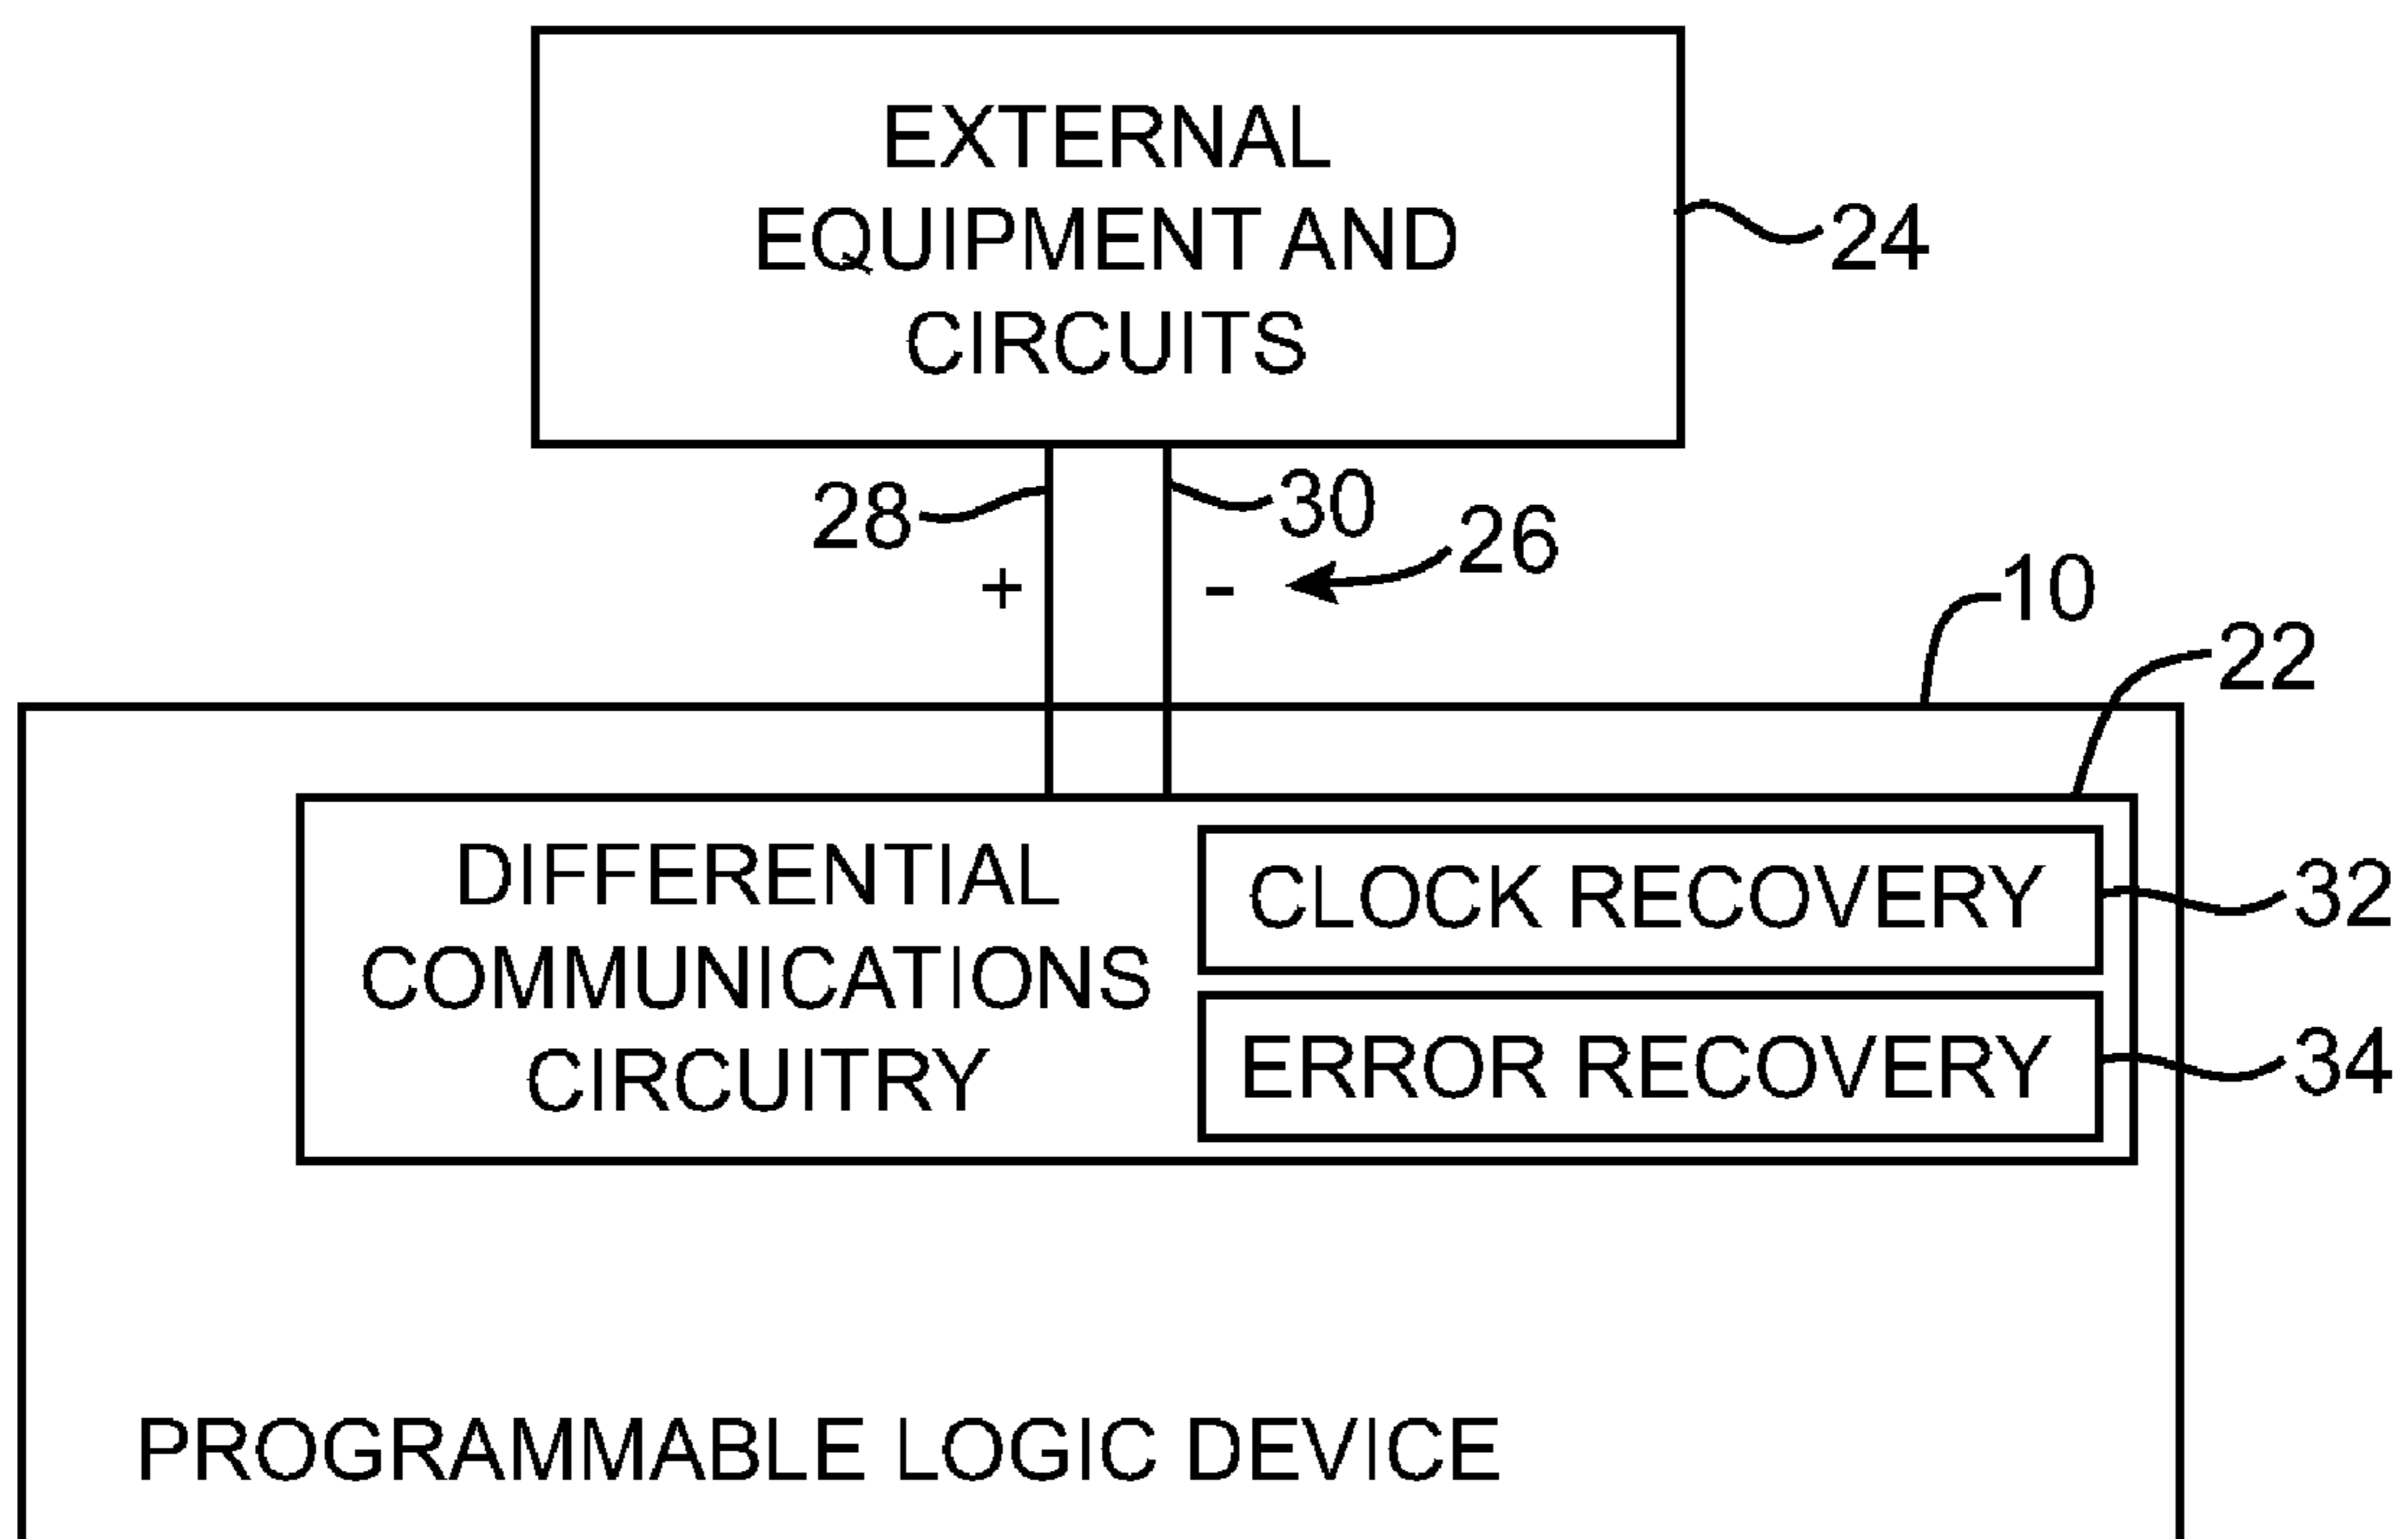 EXTERNAL
EQUIPMENT AND
CIRCUITS
24
28
30
26
+
-
10
22
DIFFERENTIAL
COMMUNICATIONS
CIRCUITRY
CLOCK RECOVERY
32
ERROR RECOVERY
34
PROGRAMMABLE LOGIC DEVICE